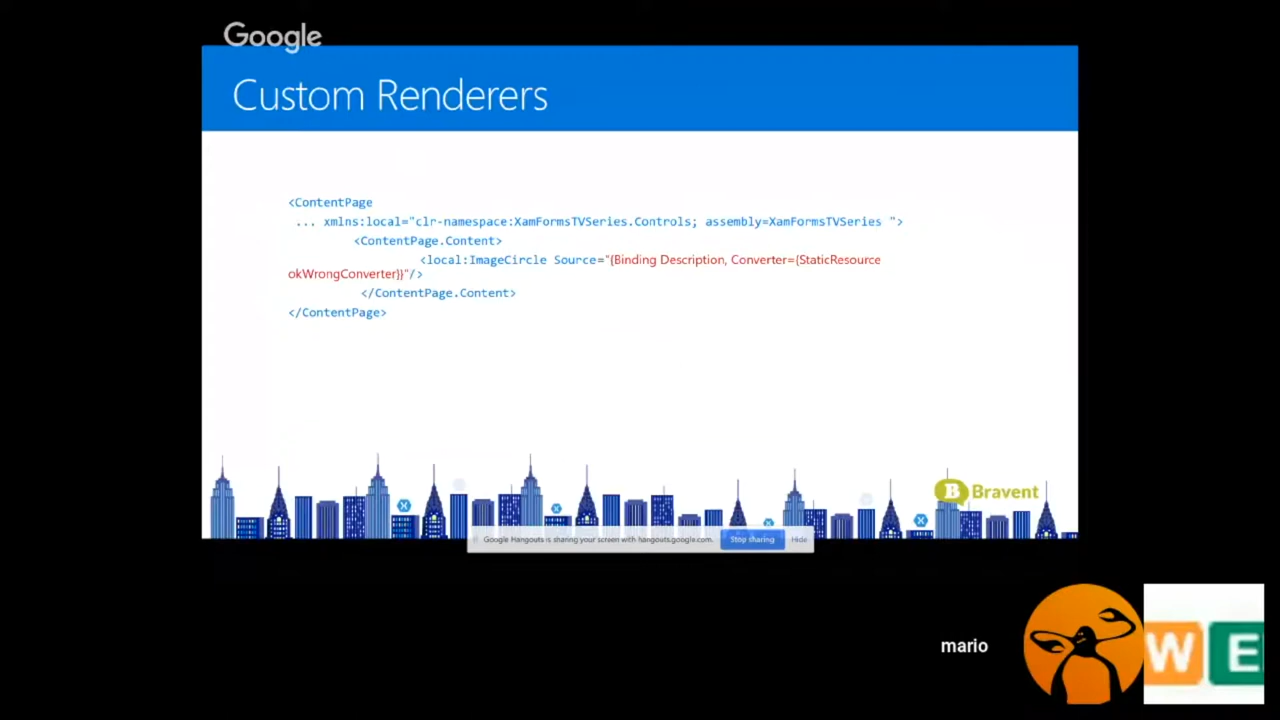 Google
Custom Renderers
<ContentPage
... xmlns:local="clr-namespace:XamFormsTVSeries.Controls; assembly=XamFormsTVSeries ">
<ContentPage.Content>
<local:ImageCircle Source="{Binding Description, Converter={StaticResource
okWrongConverter}}"/>
</ContentPage.Content>
</ContentPage>
B Bravent
Google Hangouts is sharing your screen with hangouts.google.com.
Stop sharing
Hide
mario
W E